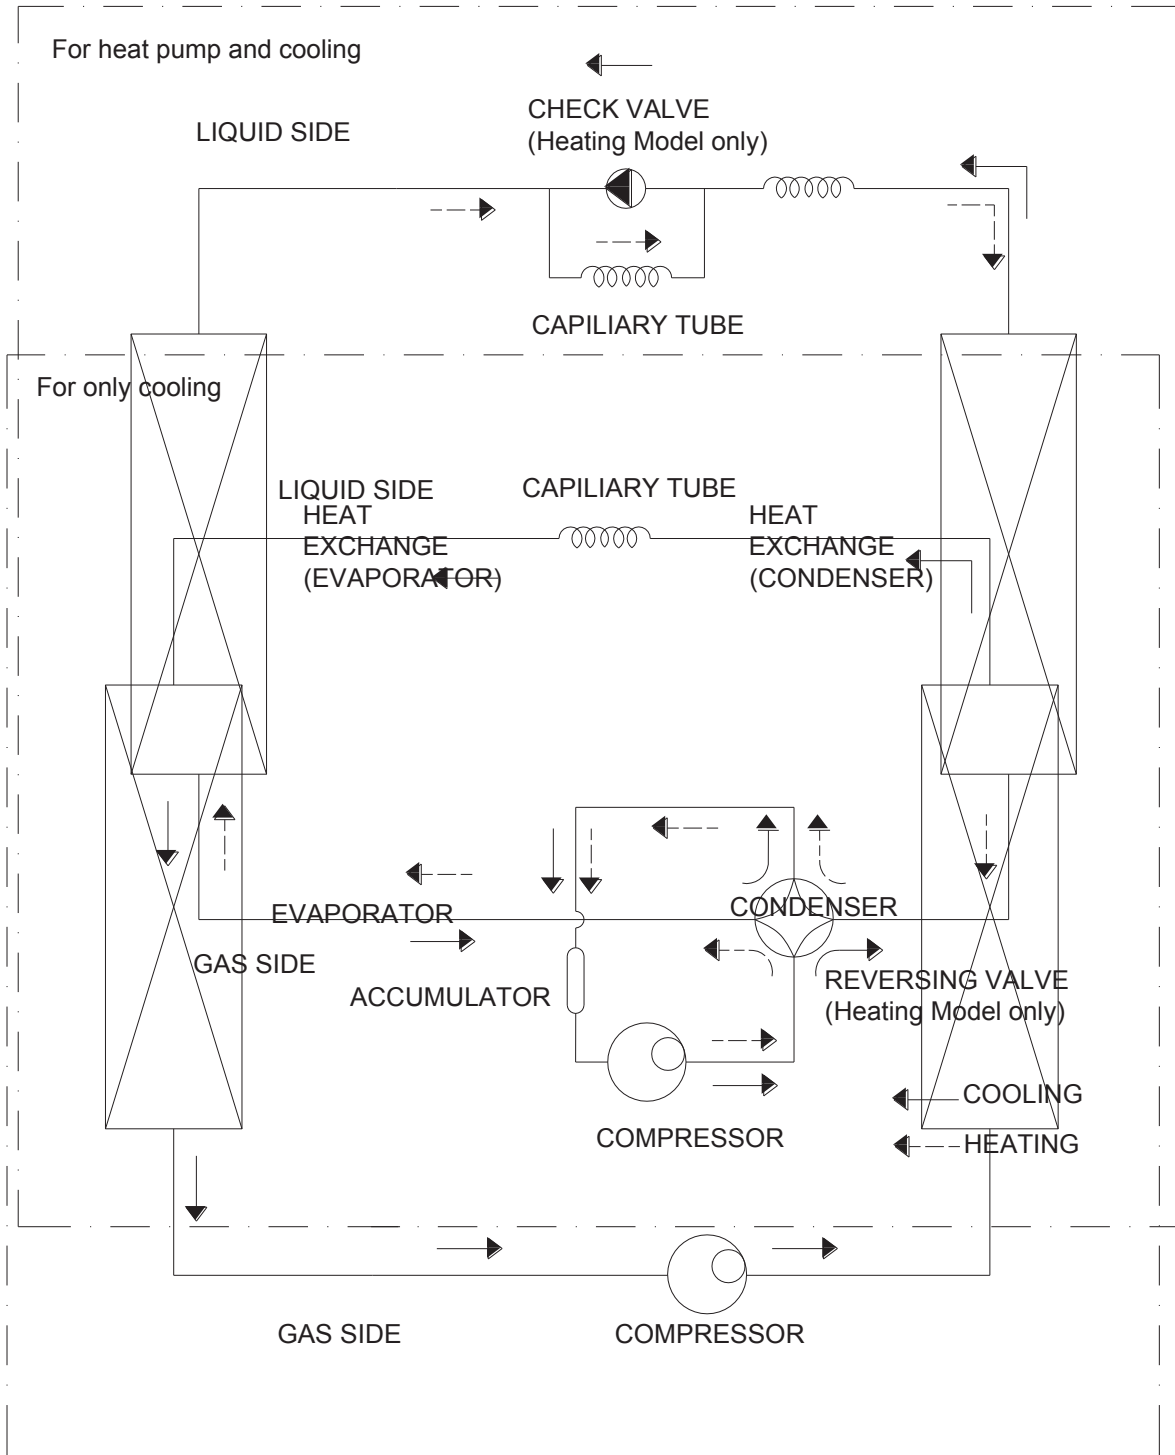 For heat pump and cooling
CHECK VALVE
(Heating Model only)
LIQUID SIDE
CAPILIARY TUBE
For only cooling
LIQUID SIDE
CAPILIARY TUBE
HEAT
EXCHANGE
(EVAPORATOR)
HEAT
EXCHANGE
(CONDENSER)
EVAPORATOR
CONDENSER
GAS SIDE
ACCUMULATOR
REVERSING VALVE
(Heating Model only)
COOLING
COMPRESSOR
HEATING
GAS SIDE
COMPRESSOR